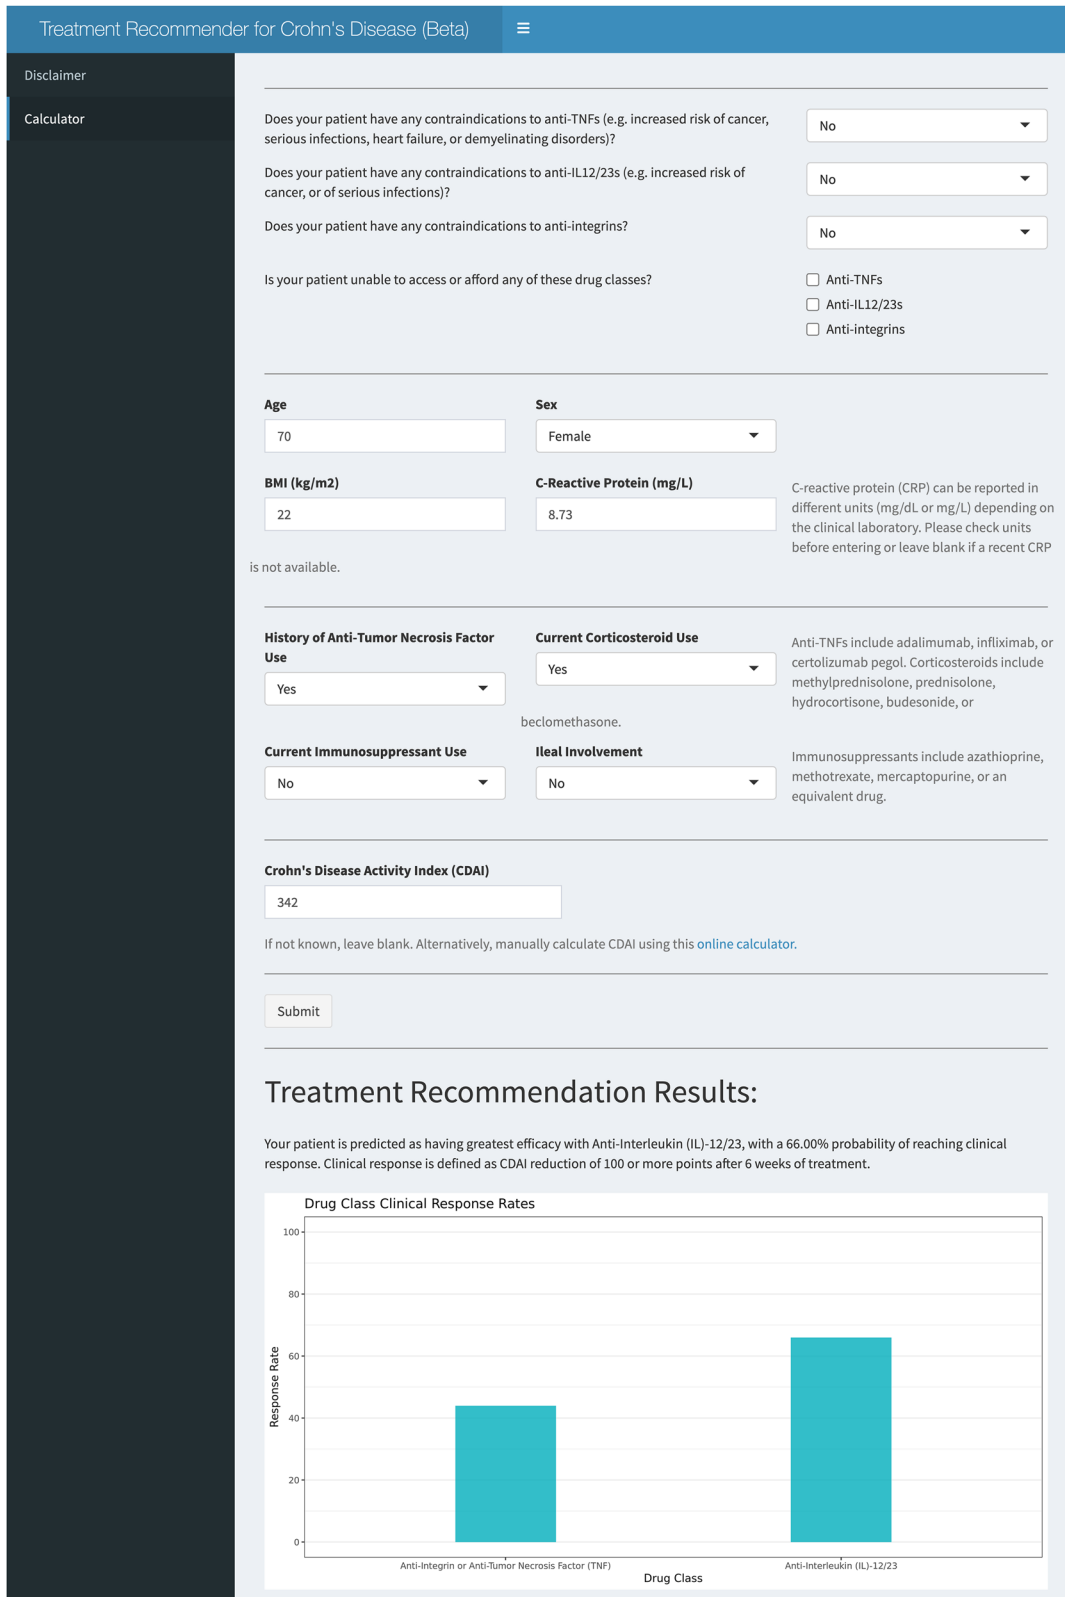 Treatment Recommender for Crohn's Disease (Beta)
Disclaimer
Calculator
Does your patient have any contraindications to anti-TNFs (e.g. increased risk of cancer,
serious infections, heart failure, or demyelinating disorders)?
No
Does your patient have any contraindications to anti-IL12/23s (e.g. increased risk of
cancer, or of serious infections)?
No
Does your patient have any contraindications to anti-integrins?
No
Is your patient unable to access or afford any of these drug classes?
Anti-TNFs
Anti-IL12/23s
Anti-integrins
Age
70
Sex
Female
BMI (kg/m2)
22
C-Reactive Protein (mg/L)
8.73
C-reactive protein (CRP) can be reported in
different units (mg/dL or mg/L) depending on
the clinical laboratory. Please check units
before entering or leave blank if a recent CRP
is not available.
History of Anti-Tumor Necrosis Factor
Use
Yes
Current Corticosteroid Use
Yes
Anti-TNFs include adalimumab, infliximab, or
certolizumab pegol. Corticosteroids include
methylprednisolone, prednisolone,
hydrocortisone, budesonide, or
beclomethasone.
Current Immunosuppressant Use
No
Ileal Involvement
No
Immunosuppressants include azathioprine,
methotrexate, mercaptopurine, or an
equivalent drug.
Crohn's Disease Activity Index (CDAI)
342
If not known, leave blank. Alternatively, manually calculate CDAI using this online calculator.
Submit
Treatment Recommendation Results:
Your patient is predicted as having greatest efficacy with Anti-Interleukin (IL)-12/23, with a 66.00% probability of reaching clinical
response. Clinical response is defined as CDAI reduction of 100 or more points after 6 weeks of treatment.
Drug Class Clinical Response Rates
100
80
60
40
20
0
Response Rate
Anti-Integrin or Anti-Tumor Necrosis Factor (TNF)
Anti-Interleukin (IL)-12/23
Drug Class